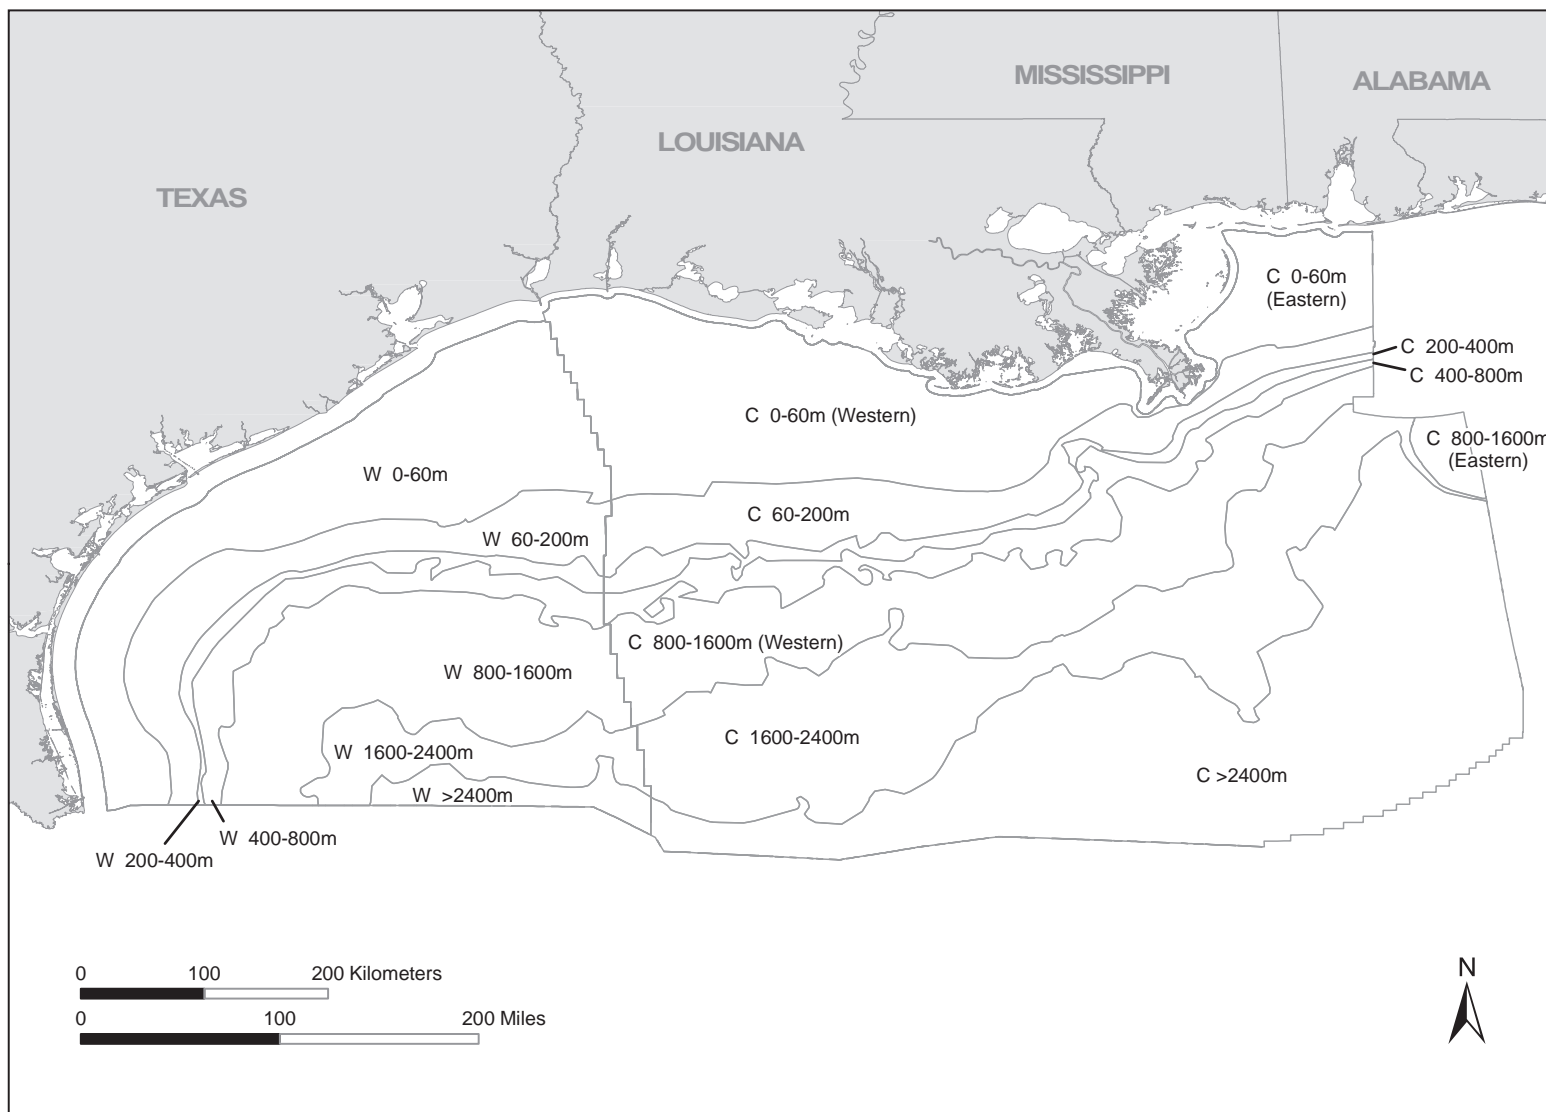 MISSISSIPPI
ALABAMA
LOUISIANA
TEXAS
C 0-60m
(Eastern)
C 200-400m
C 400-800m
C 0-60m (Western)
C 800-1600m
(Eastern)
W 0-60m
C 60-200m
W 60-200m
C 800-1600m (Western)
W 800-1600m
C 1600-2400m
W 1600-2400m
C >2400m
W >2400m
W 400-800m
W 200-400m
0 100 200 Kilometers
0 100 200 Miles
N